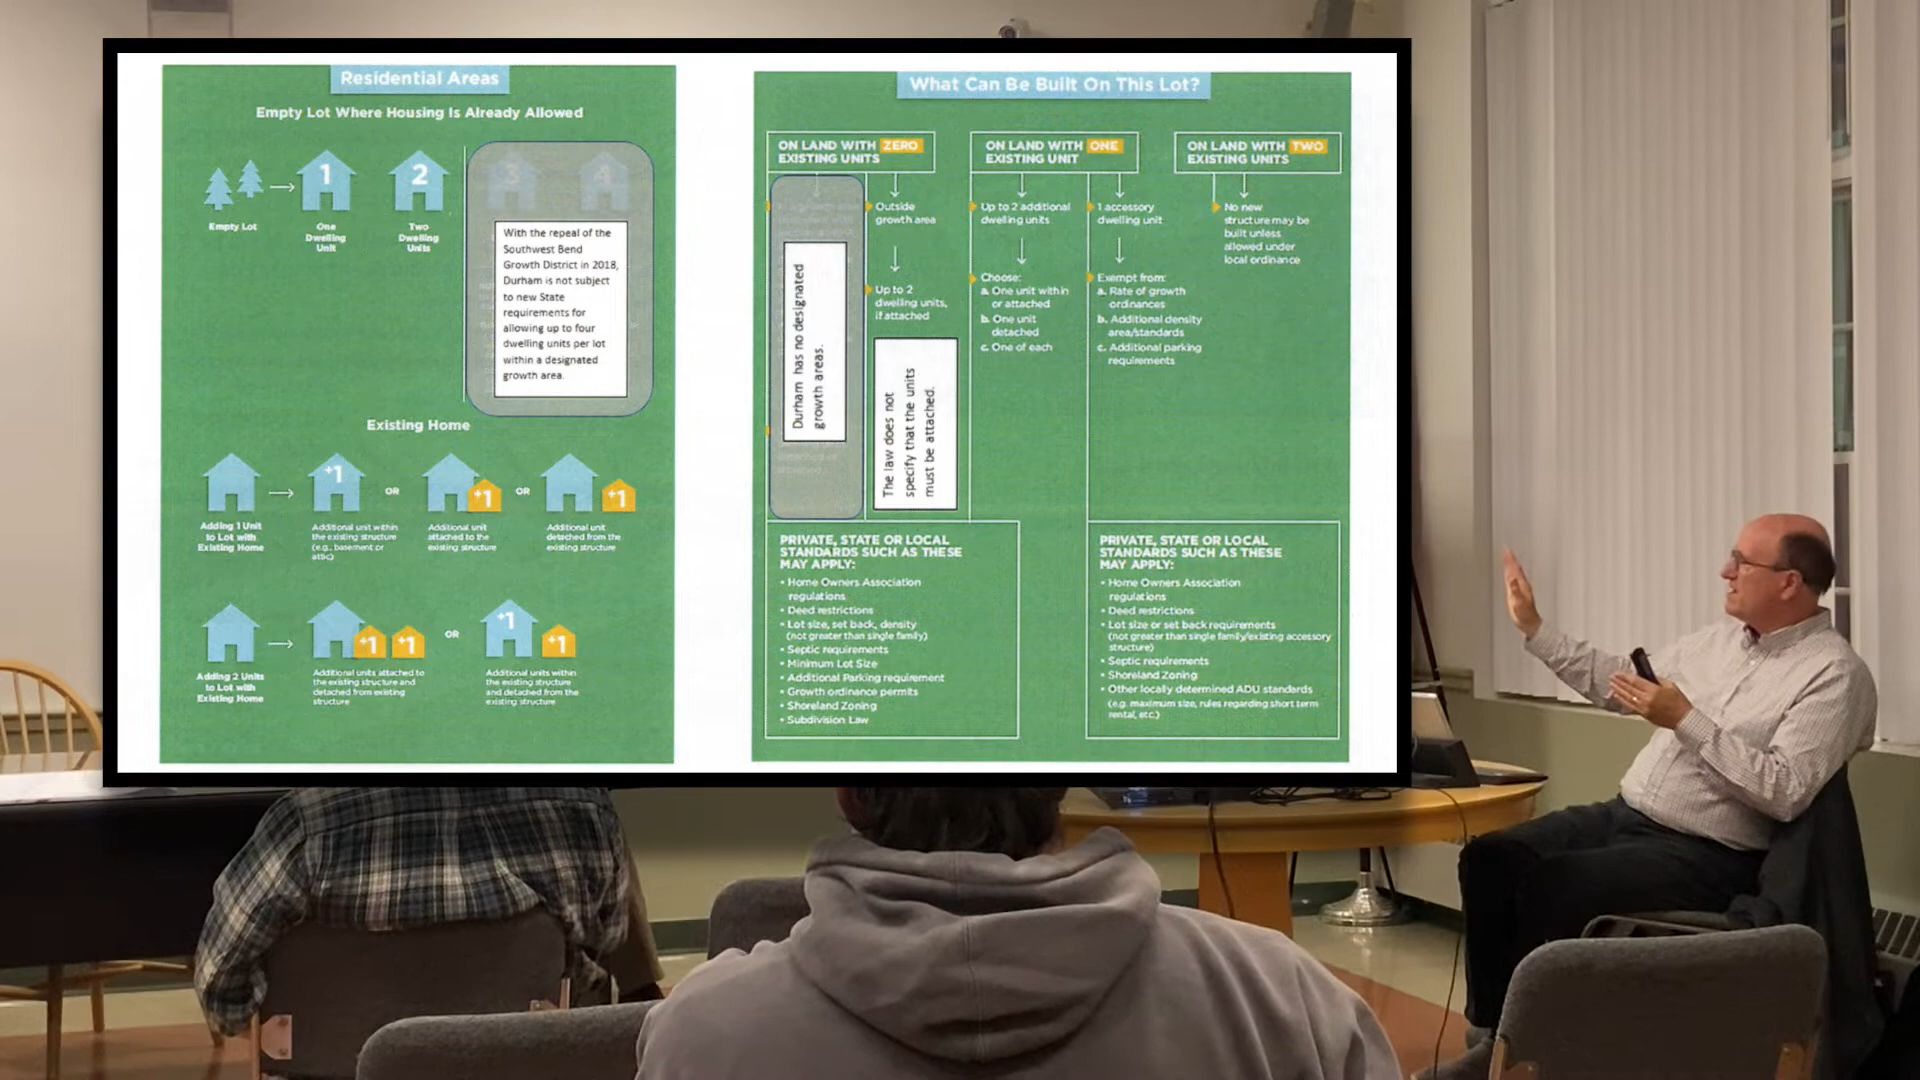 Residential Areas
Empty Lot Where Housing Is Already Allowed
1
2
3
4
Empty Lot
One
Dwelling
Unit
Two
Dwelling
Units
With the repeal of the
Southwest Bend
Growth District in 2018,
Durham is not subject
to new State
requirements for
allowing up to four
dwelling units per lot
within a designated
growth area.
Existing Home
+1
OR
+1
OR
+1
Adding 1 Unit
to Lot with
Existing Home
Additional unit within
the existing structure
(e.g., basement or
attic)
Additional unit
attached to the
existing structure
Additional unit
detached from the
existing structure
+1
+1
OR
+1
+1
Adding 2 Units
to Lot with
Existing Home
Additional units attached to
the existing structure and
detached from existing
structure
Additional units within
the existing structure
and detached from the
existing structure
What Can Be Built On This Lot?
ON LAND WITH ZERO
EXISTING UNITS
Outside
growth area
Up to 2
dwelling units,
if attached
Durham has no designated
growth areas.
The law does not
specify that the units
must be attached.
ON LAND WITH ONE
EXISTING UNIT
Up to 2 additional
dwelling units
Choose:
a. One unit within
or attached
b. One unit
detached
c. One of each
1 accessory
dwelling unit
Exempt from:
a. Rate of growth
ordinances
b. Additional density
area/standards
c. Additional parking
requirements
ON LAND WITH TWO
EXISTING UNITS
No new
structure may be
built unless
allowed under
local ordinance
PRIVATE, STATE OR LOCAL
STANDARDS SUCH AS THESE
MAY APPLY:
• Home Owners Association
regulations
• Deed restrictions
• Lot size, set back, density
(not greater than single family)
• Septic requirements
• Minimum Lot Size
• Additional Parking requirement
• Growth ordinance permits
• Shoreland Zoning
• Subdivision Law
PRIVATE, STATE OR LOCAL
STANDARDS SUCH AS THESE
MAY APPLY:
• Home Owners Association
regulations
• Deed restrictions
• Lot size or set back requirements
(not greater than single family/existing accessory
structure)
• Septic requirements
• Shoreland Zoning
• Other locally determined ADU standards
(e.g. maximum size, rules regarding short term
rental, etc.)